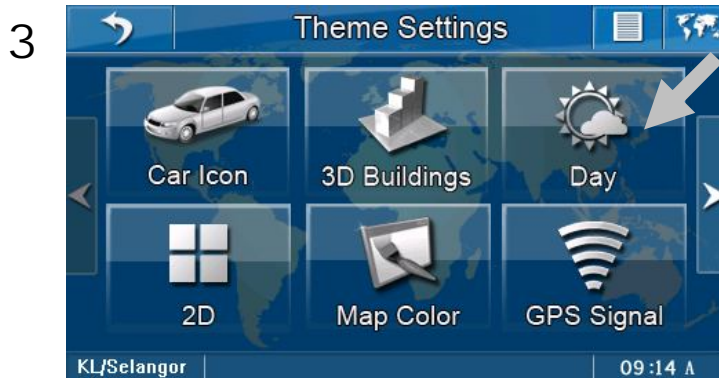 3
Theme Settings
Car Icon 3D Buildings Day
2D Map Color GPS Signal
KL/Selangor 09:14 A